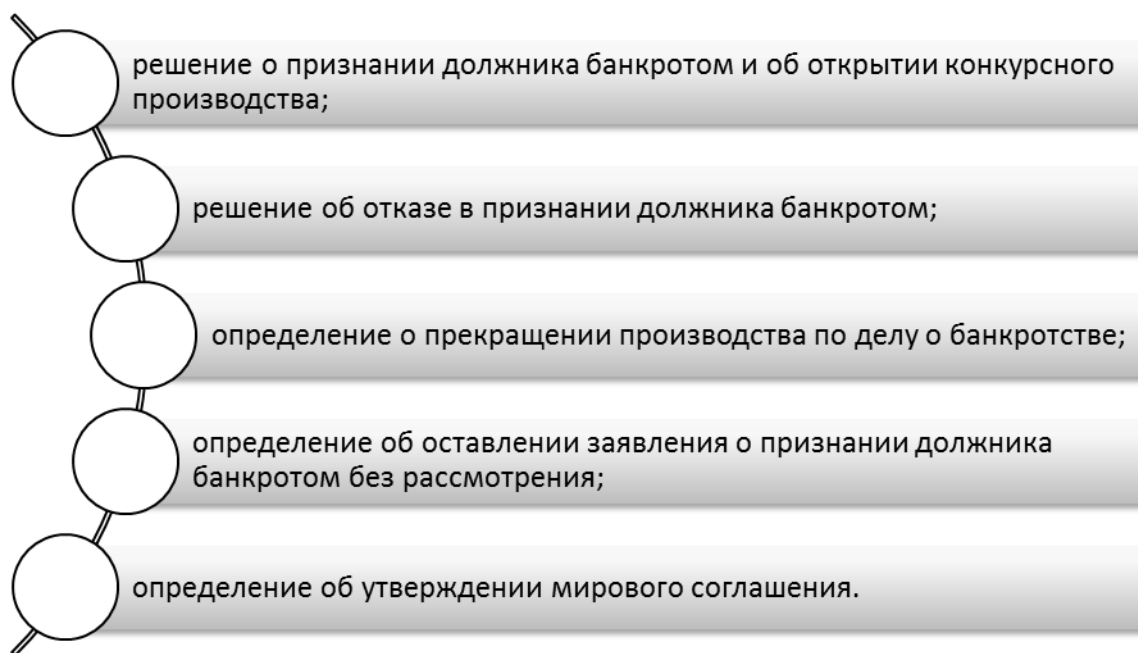 решение о признании должника банкротом и об открытии конкурсного
производства;
решение об отказе в признании должника банкротом;
определение о прекращении производства по делу о банкротстве;
определение об оставлении заявления о признании должника
банкротом без рассмотрения;
определение об утверждении мирового соглашения.